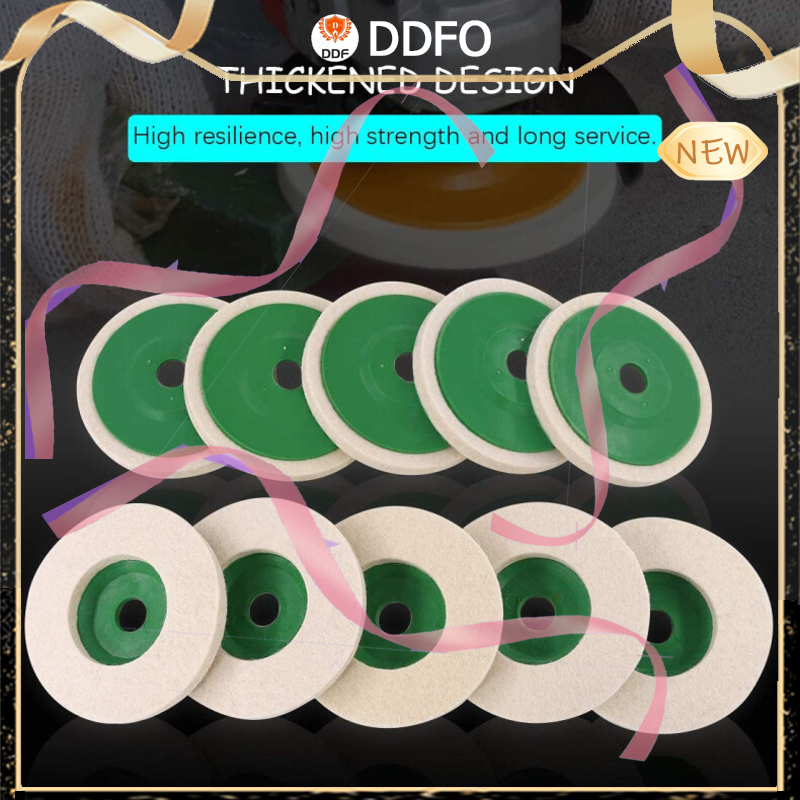 DDFO
DDF
THICKENED DESIGN
High resilience, high strength and long service.
NEW